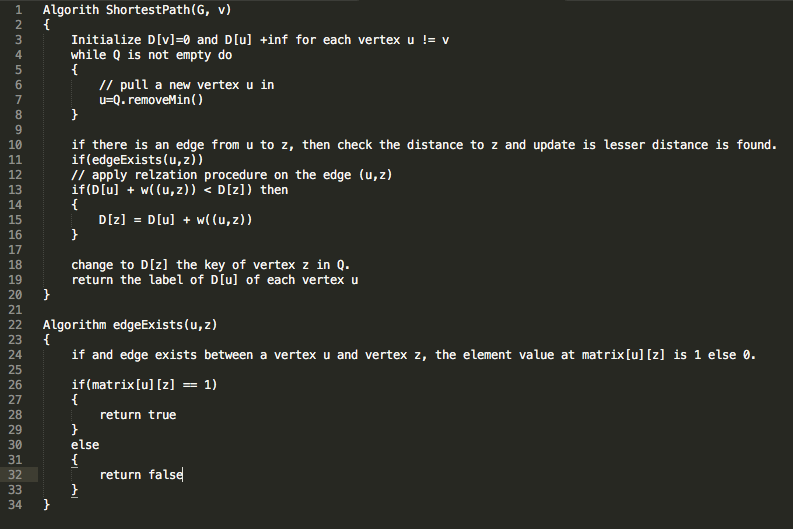 1 Algorith ShortestPath(G, v)
2 {
3 Initialize D[v]=0 and D[u] +inf for each vertex u != v
4 while Q is not empty do
5 {
6 // pull a new vertex u in
7 u=Q.removeMin()
8 }
9
10 if there is an edge from u to z, then check the distance to z and update is lesser distance is found.
11 if(edgeExists(u,z))
12 // apply relzation procedure on the edge (u,z)
13 if(D[u] + w((u,z)) < D[z]) then
14 {
15 D[z] = D[u] + w((u,z))
16 }
17
18 change to D[z] the key of vertex z in Q.
19 return the label of D[u] of each vertex u
20 }
21
22 Algorithm edgeExists(u,z)
23 {
24 if and edge exists between a vertex u and vertex z, the element value at matrix[u][z] is 1 else 0.
25
26 if(matrix[u][z] == 1)
27 {
28 return true
29 }
30 else
31 {
32 return false
33 }
34 }